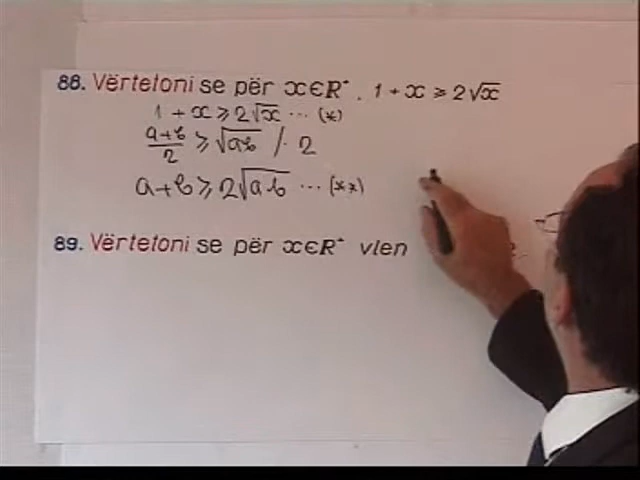 88. Vërtetoni se për x∈R⁺, 1 + x ≥ 2√x
1 + x ≥ 2√x ... (*)
a+b/2 ≥ √ab /· 2
a+b ≥ 2√ab ... (**)
89. Vërtetoni se për x∈R⁺ vlen